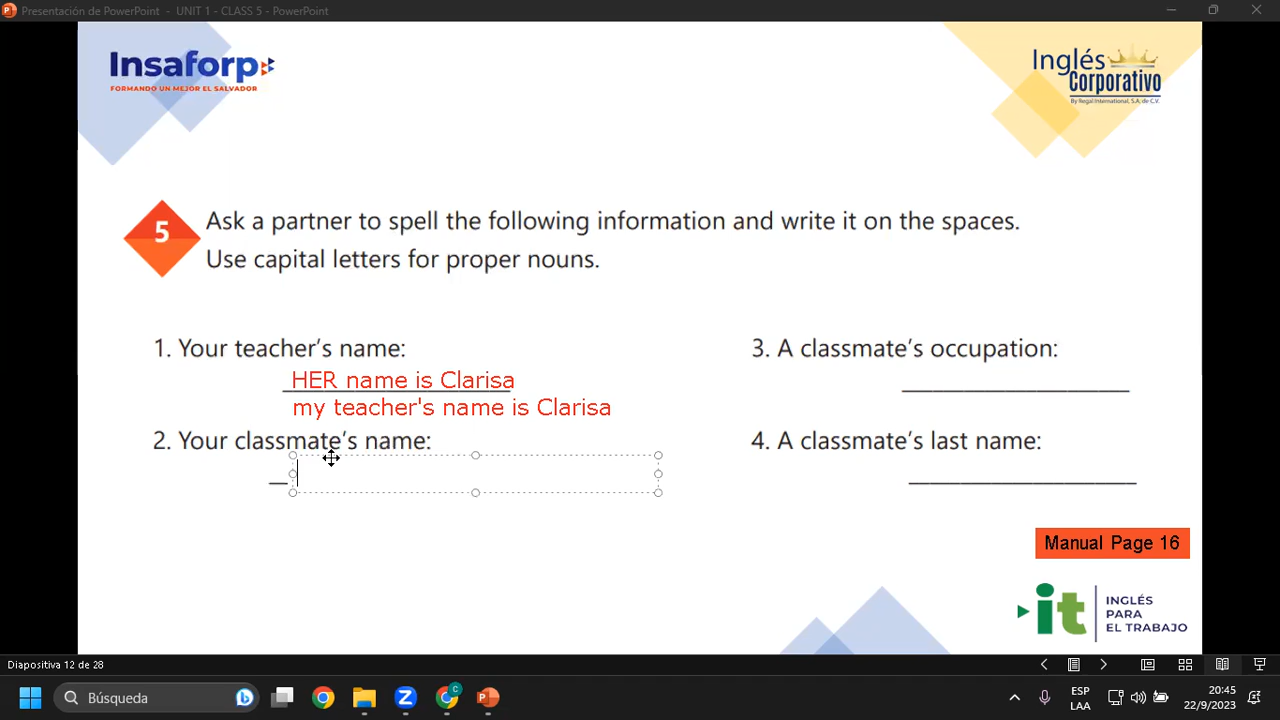 Presentación de PowerPoint - UNIT 1 - CLASS 5 - PowerPoint
Insaforp
FORMANDO UN MEJOR EL SALVADOR
Inglés
Corporativo
By Regal International, S.A. de C.V.
5
Ask a partner to spell the following information and write it on the spaces.
Use capital letters for proper nouns.
1. Your teacher's name:
HER name is Clarisa
my teacher's name is Clarisa
2. Your classmate's name:
3. A classmate's occupation:
4. A classmate's last name:
Manual Page 16
it
INGLÉS
PARA
EL TRABAJO
Diapositiva 12 de 28
Búsqueda
ESP
LAA
20:45
22/9/2023